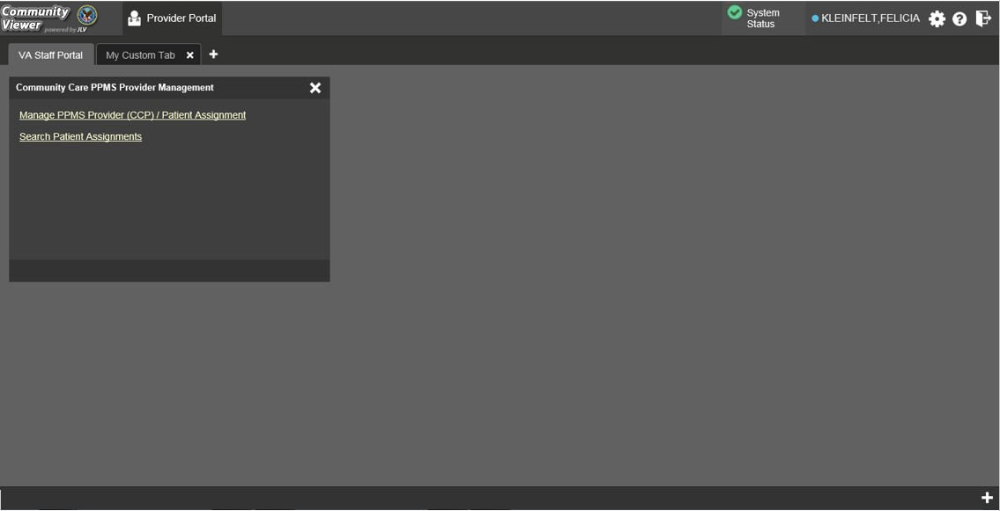 Community
Viewer powered by JLV
Provider Portal
System
Status
KLEINFELT,FELICIA
VA Staff Portal
My Custom Tab
Community Care PPMS Provider Management
Manage PPMS Provider (CCP) / Patient Assignment
Search Patient Assignments